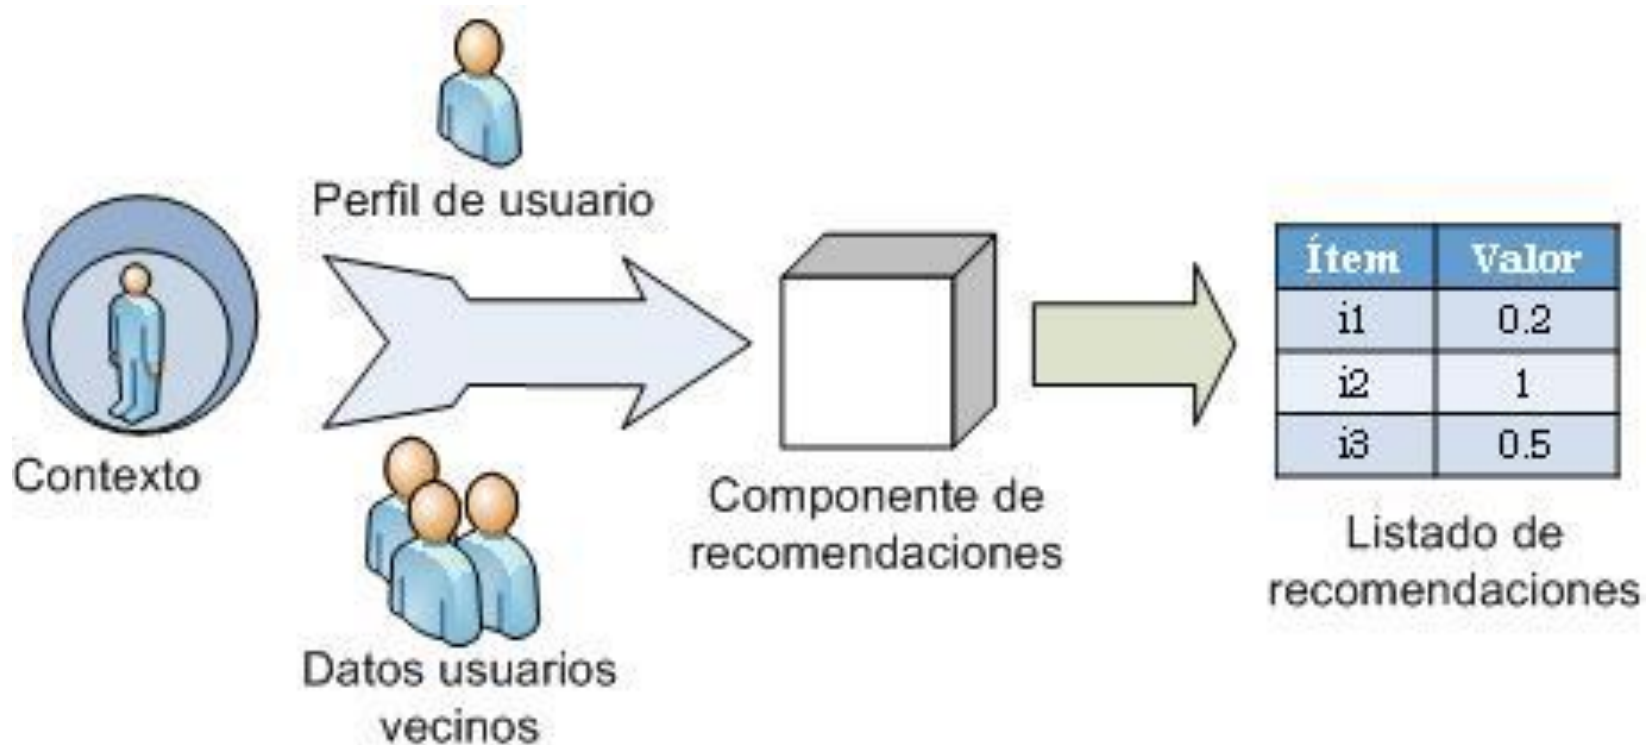 Perfil de usuario
Contexto
Datos usuarios
vecinos
Componente de
recomendaciones
Ítem Valor
i1 0.2
i2 1
i3 0.5
Listado de
recomendaciones